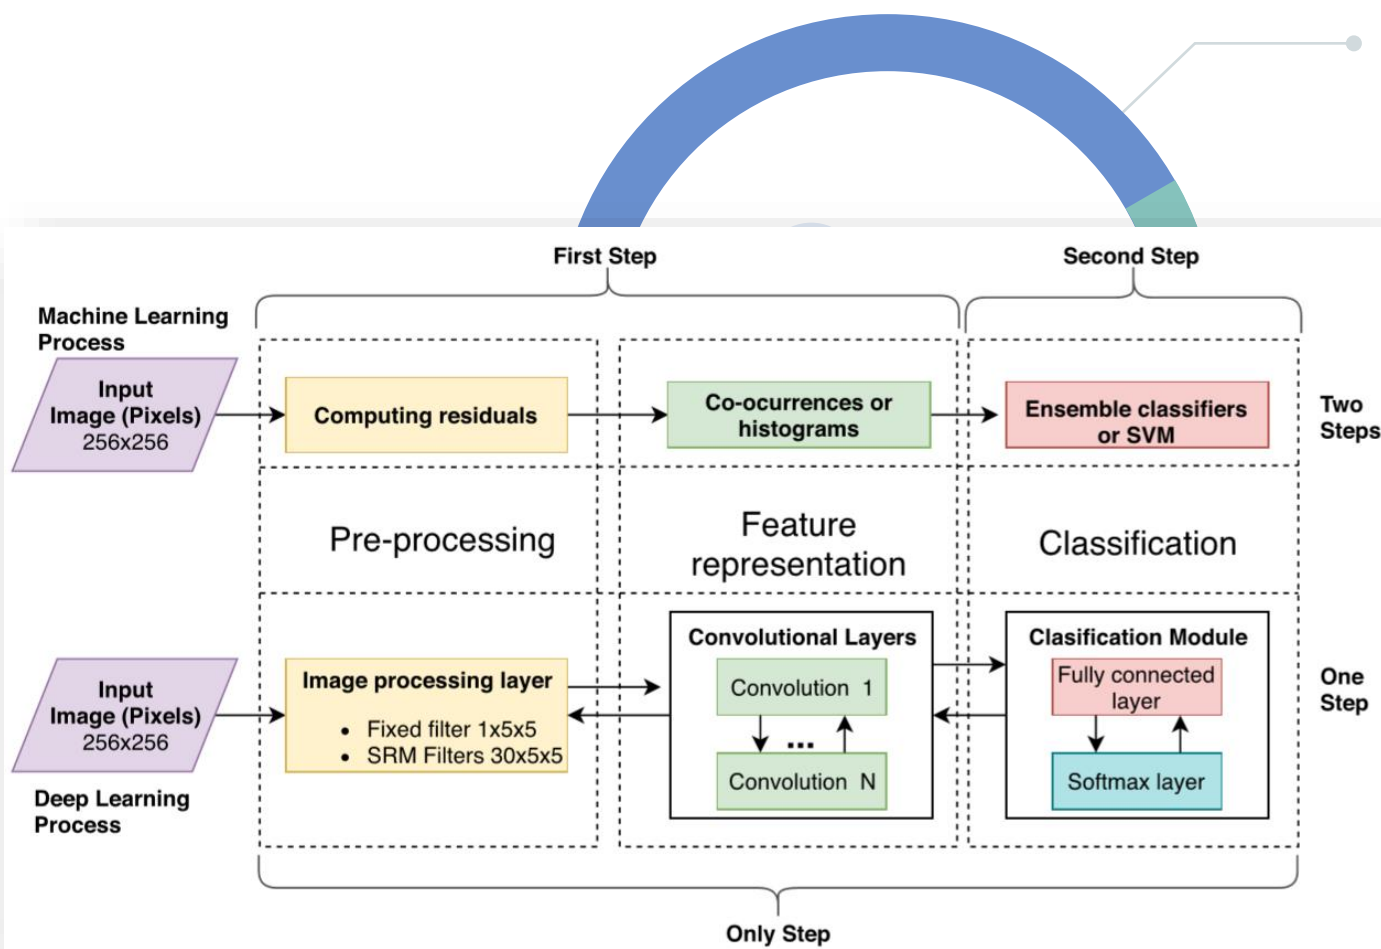 First Step
Second Step
Machine Learning
Process
Input
Image (Pixels)
256x256
Computing residuals
Co-ocurrences or
histograms
Ensemble classifiers
or SVM
Two
Steps
Pre-processing
Feature
representation
Classification
Input
Image (Pixels)
256x256
Deep Learning
Process
Image processing layer
• Fixed filter 1x5x5
• SRM Filters 30x5x5
Convolutional Layers
Convolution 1
...
Convolution N
Clasification Module
Fully connected
layer
Softmax layer
One
Step
Only Step